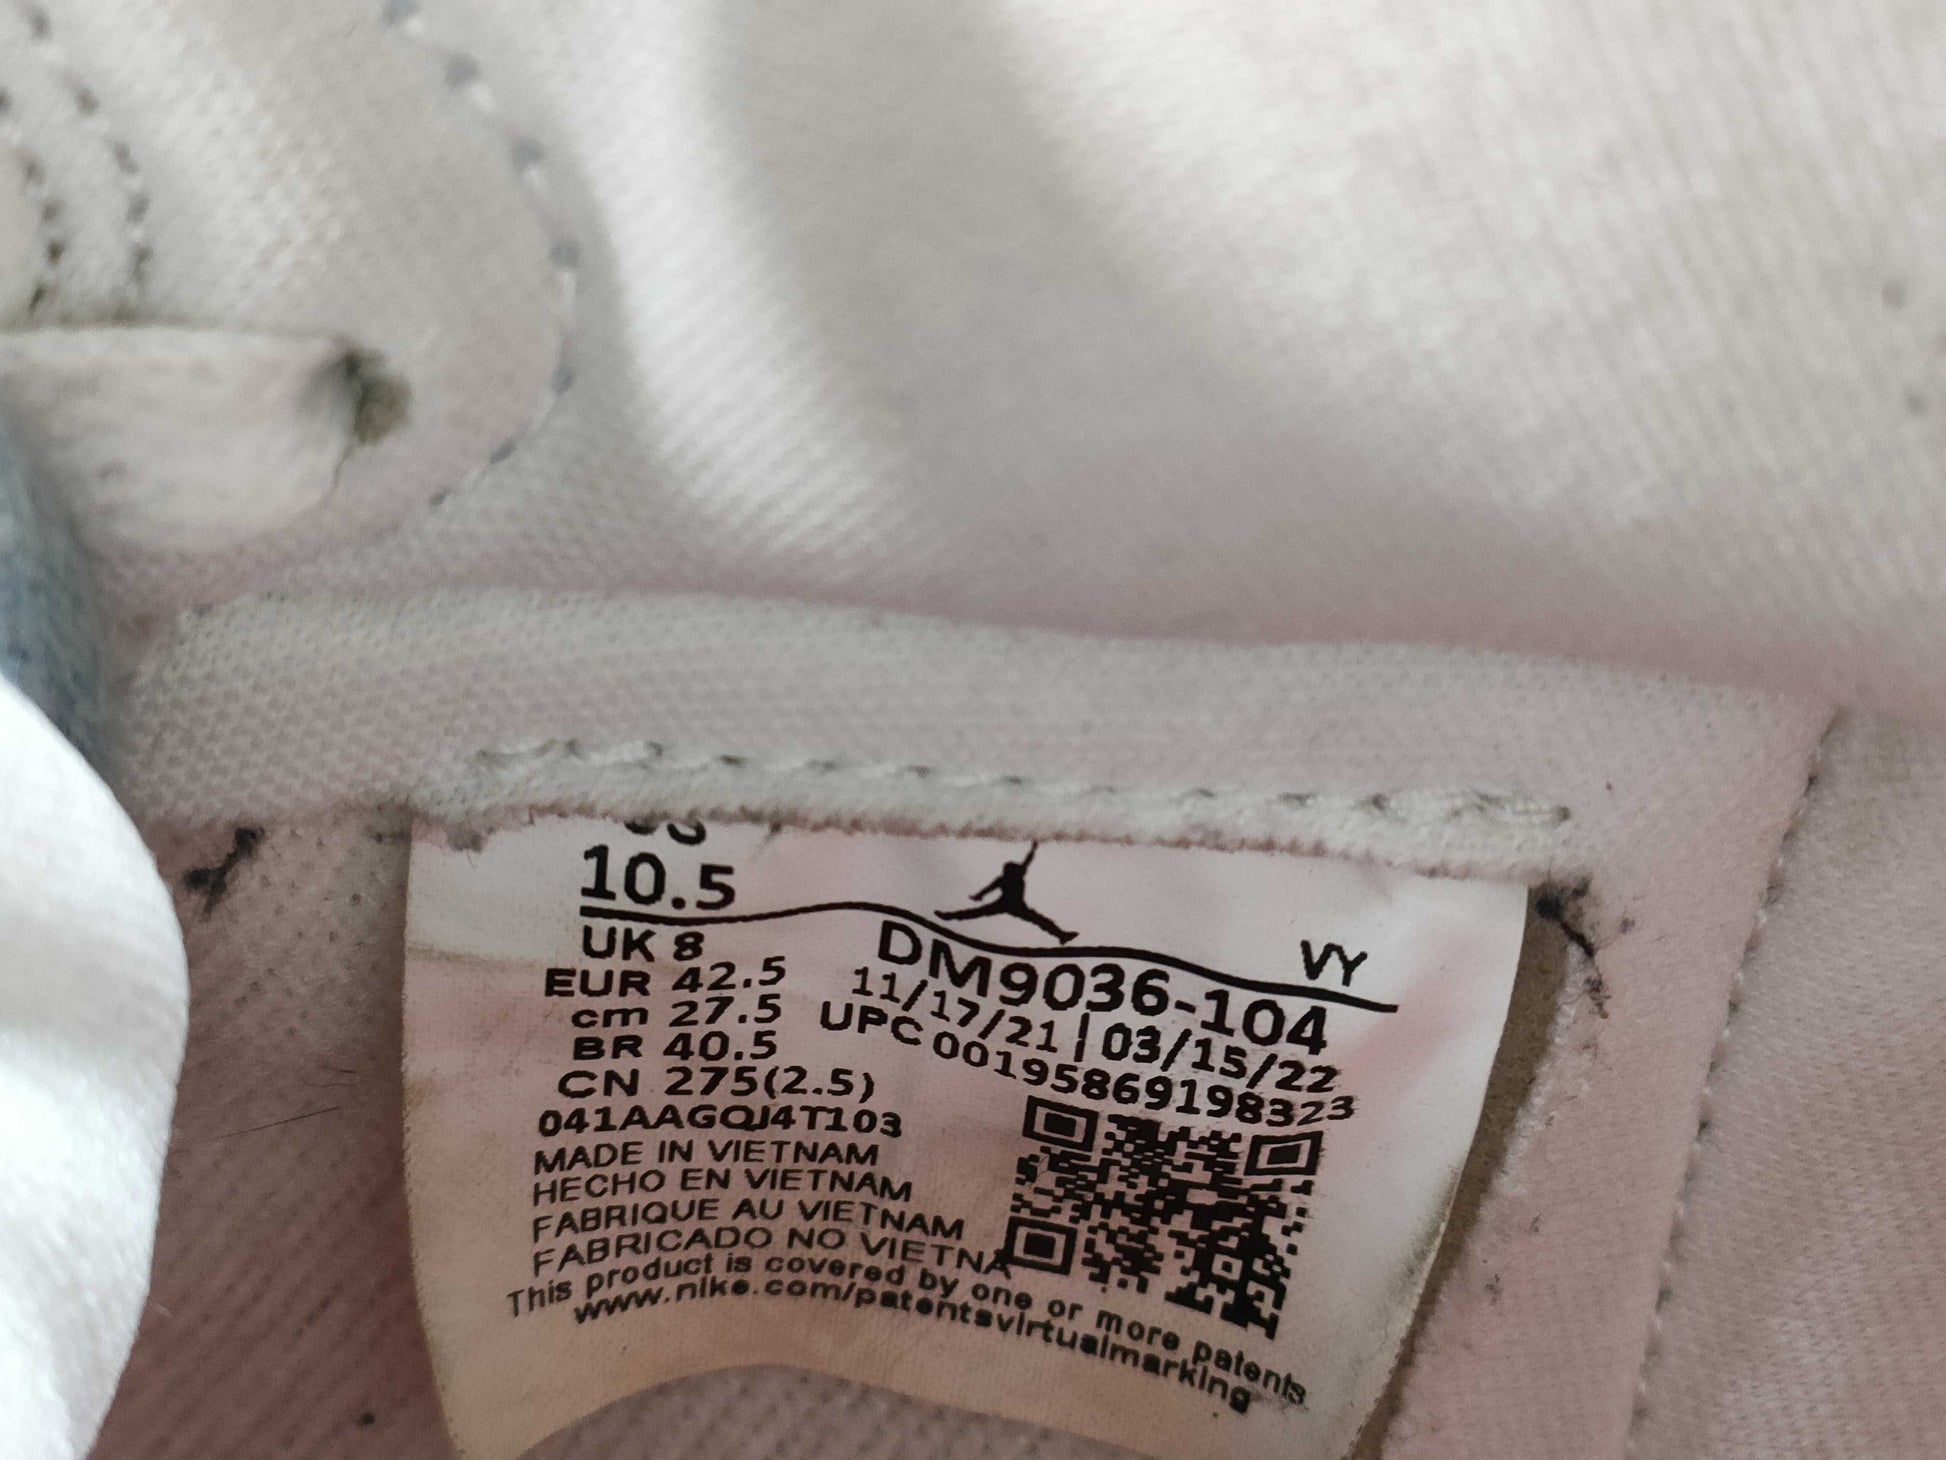 10.5
VY
UK 8
DM9036-104
EUR 42.5
11/17/21 | 03/15/22
cm 27.5
UPC 00195869198323
BR 40.5
CN 275(2.5)
041AAGQJ4T103
MADE IN VIETNAM
HECHO EN VIETNAM
FABRIQUE AU VIETNAM
FABRICADO NO VIETNA
This product is covered by one or more patents
www.nike.com/patentsvirtualmarking